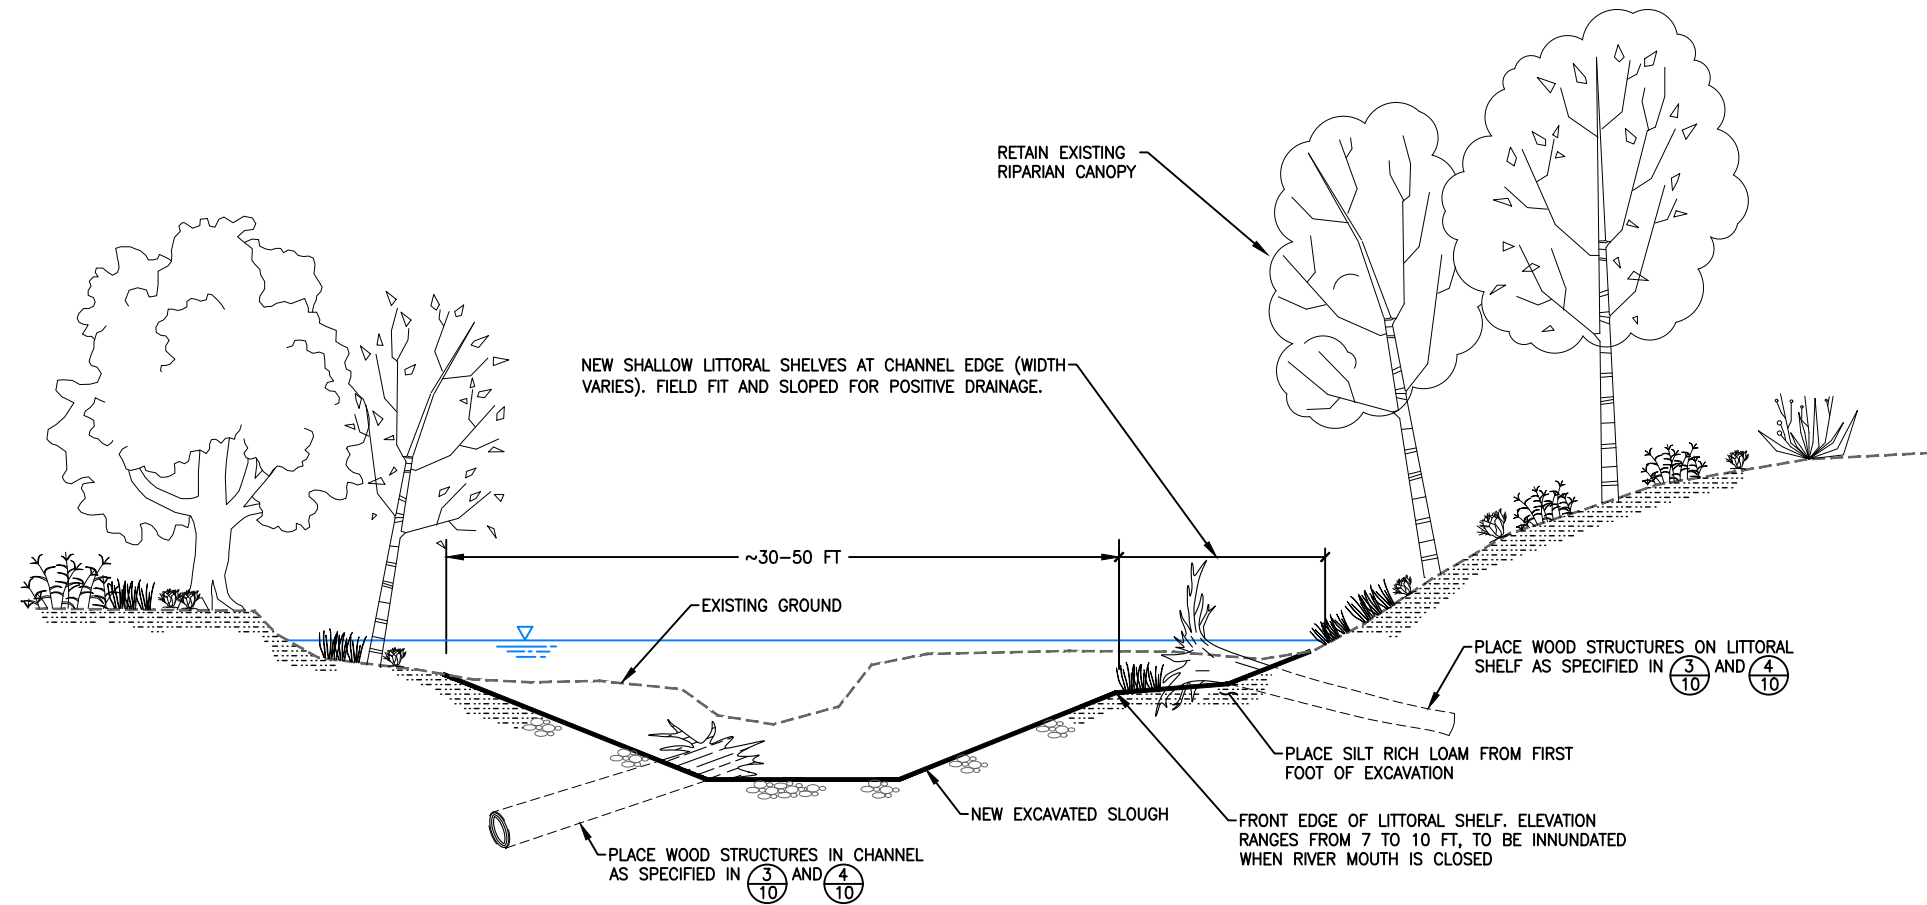 RETAIN EXISTING
RIPARIAN CANOPY
NEW SHALLOW LITTORAL SHELVES AT CHANNEL EDGE (WIDTH
VARIES). FIELD FIT AND SLOPED FOR POSITIVE DRAINAGE.
~30-50 FT
EXISTING GROUND
PLACE WOOD STRUCTURES ON LITTORAL
SHELF AS SPECIFIED IN 3/10 AND 4/10
PLACE SILT RICH LOAM FROM FIRST
FOOT OF EXCAVATION
NEW EXCAVATED SLOUGH
FRONT EDGE OF LITTORAL SHELF. ELEVATION
RANGES FROM 7 TO 10 FT, TO BE INNUNDATED
WHEN RIVER MOUTH IS CLOSED
PLACE WOOD STRUCTURES IN CHANNEL
AS SPECIFIED IN 3/10 AND 4/10